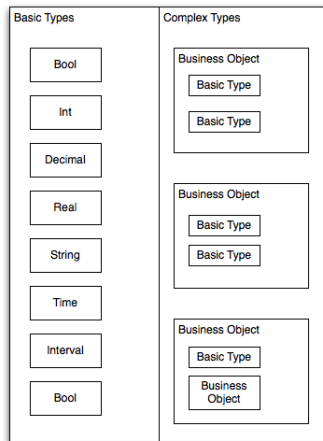 Basic Types
Bool
Int
Decimal
Real
String
Time
Interval
Bool
Complex Types
Business Object
Basic Type
Basic Type
Business Object
Basic Type
Basic Type
Business Object
Basic Type
Business
Object